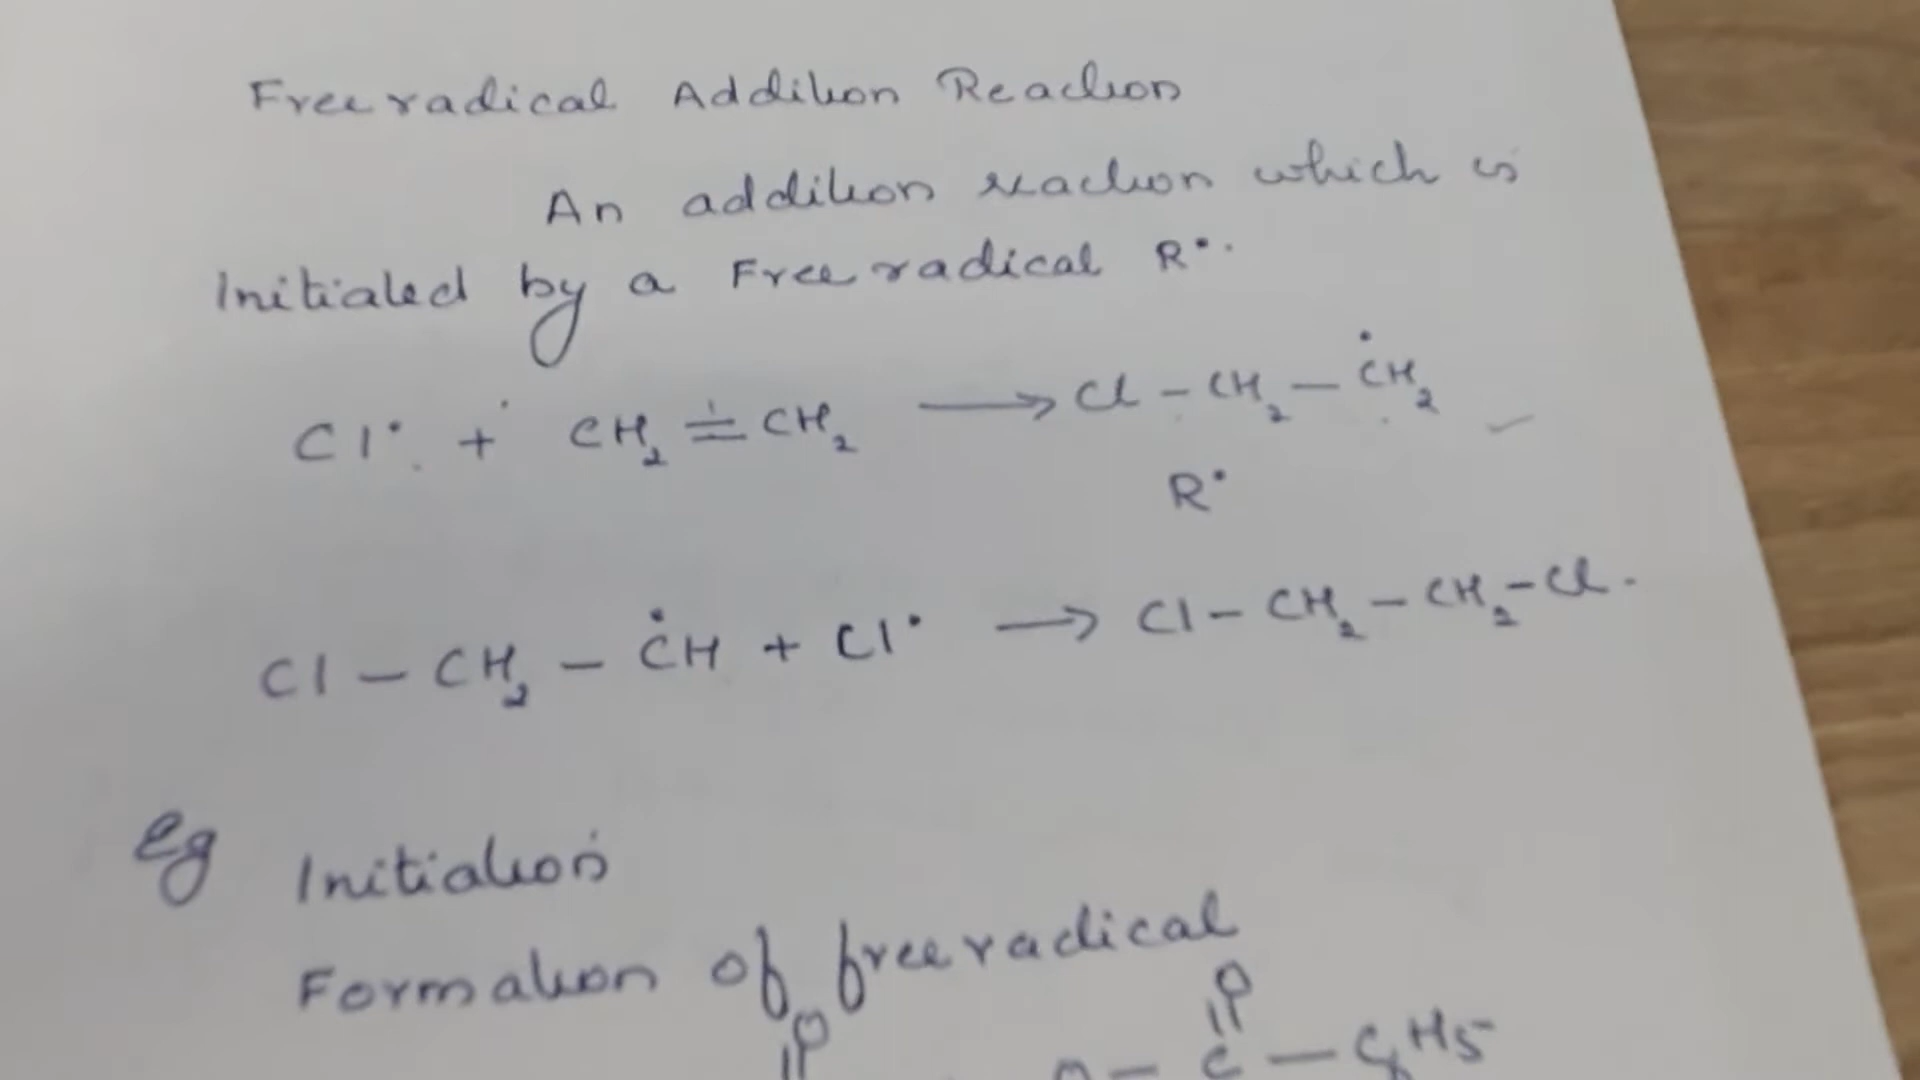 Free radical Addition Reaction
An addition reaction which is
Initiated by a Free radical R•.
Cl• + CH₂ = CH₂ ⟶ Cl – CH₂ – ĊH₂
R•
Cl – CH₂ – ĊH + Cl• ⟶ Cl – CH₂ – CH₂ – Cl.
eg Initiation
Formation of free radical
O O
|| ||
C – C₆H5